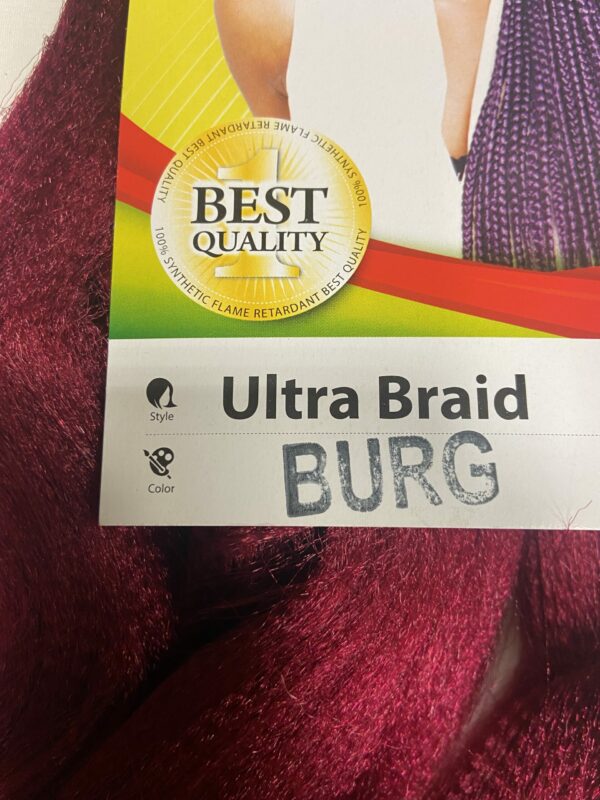 100% SYNTHETIC FLAME RETARDANT BEST QUALITY
1
BEST
QUALITY
100% SYNTHETIC FLAME RETARDANT BEST QUALITY
Style
Ultra Braid
Color
BURG